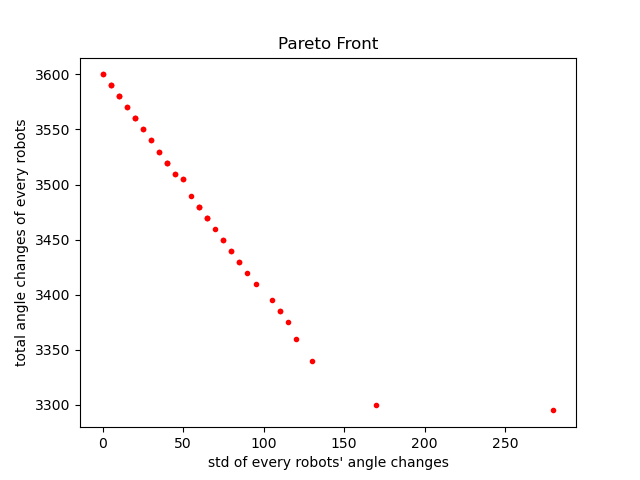 Pareto Front
3600
3550
3500
3450
3400
3350
3300
total angle changes of every robots
0 50 100 150 200 250
std of every robots' angle changes